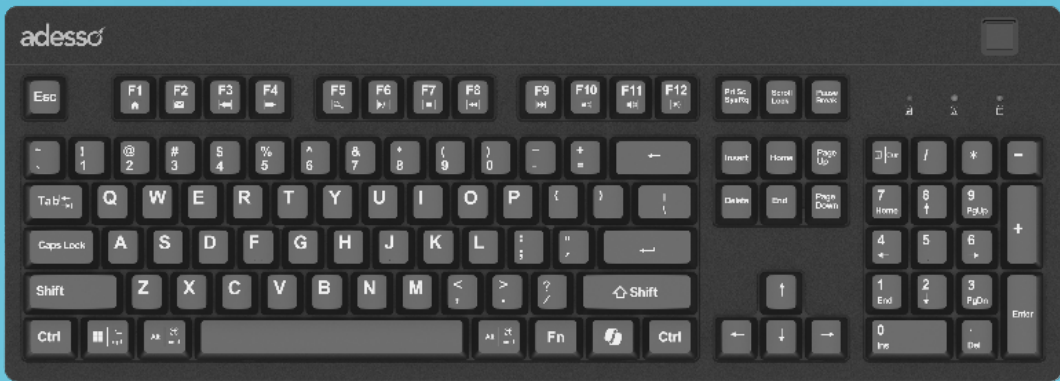 adesso
Esc F1 F2 F3 F4 F5 F6 F7 F8 F9 F10 F11 F12 Prt Sc SysRq Scroll Lock Pause Break
~ ` ! 1 @ 2 # 3 $ 4 % 5 ^ 6 & 7 * 8 ( 9 ) 0 - + = ← Insert Home Page Up / * -
Tab Q W E R T Y U I O P { } | \ Delete End Page Down 7 Home 8 ↑ 9 PgUp +
Caps Lock A S D F G H J K L : ; " ' 4 ← 5 6
Shift Z X C V B N M < , > . ? / Shift ↑ 1 End 2 ↓ 3 PgDn Enter
Ctrl Alt Alt Fn Ctrl ← ↓ → 0 Ins . Del